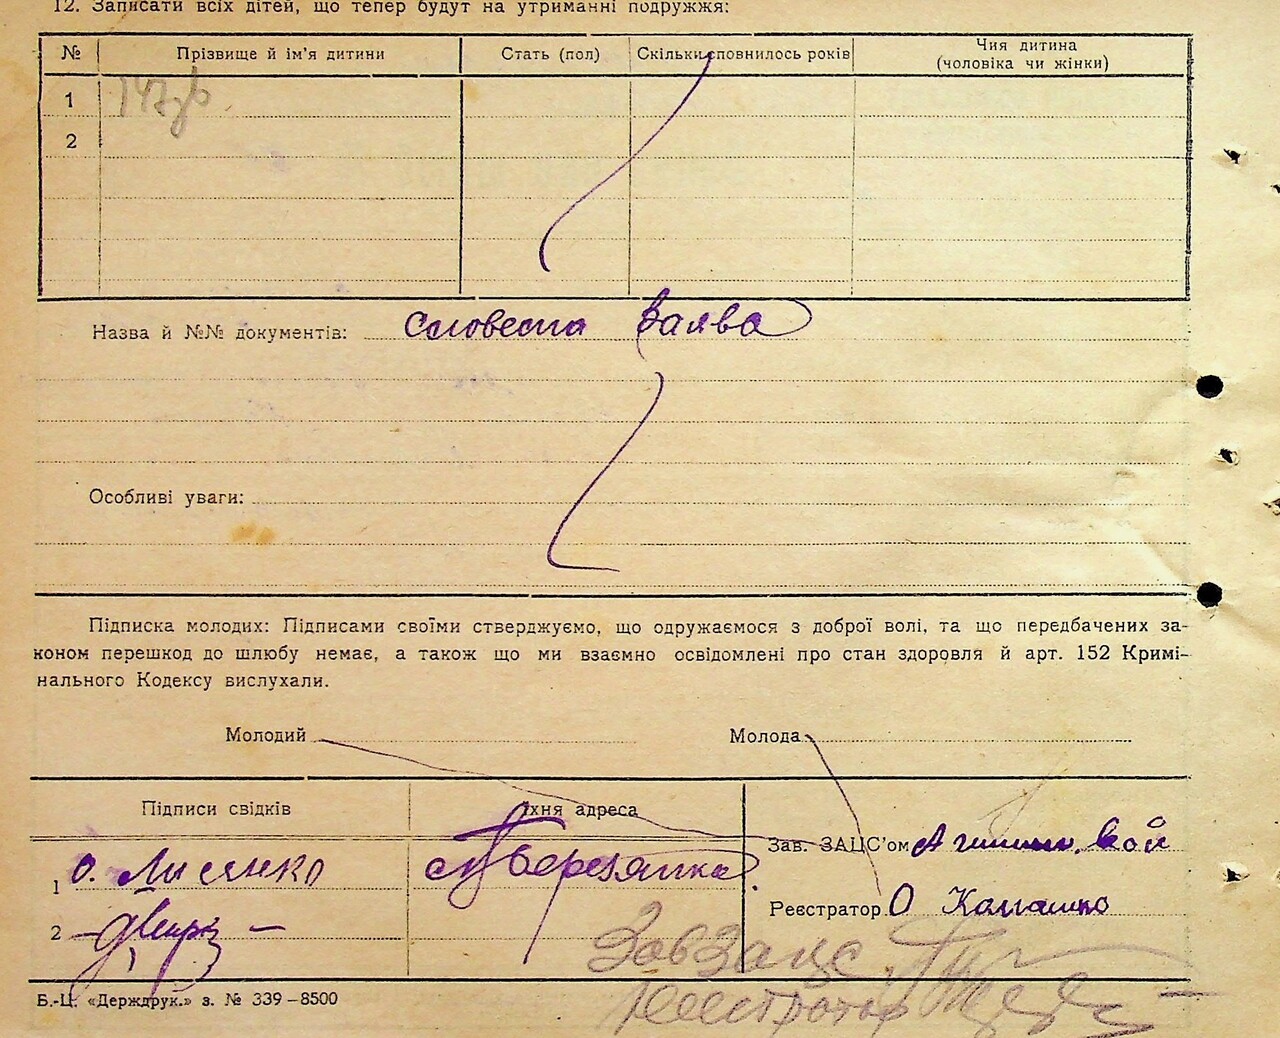 12. Записати всіх дітей, що тепер будут на утриманні подружжя:
№ Прізвище й ім'я дитини Стать (пол) Скільки сповнилось років Чия дитина (чоловіка чи жінки)
1
2
Назва й №№ документів: Словесна Заява
Особливі уваги:
Підписка молодих: Підписами своїми стверджуємо, що одружаємося з доброї волі, та що передбачених за-
коном перешкод до шлюбу немає, а також що ми взаємно освідомлені про стан здоровля й арт. 152 Кримі-
нального Кодексу вислухали.
Молодий Молода
Підписи свідків Їхня адреса
Зав. ЗАЦС'ом
1 О. Лисенко с. Березянка
Реєстратор О
2
ЗавЗАЦС
Реєстратор
Б.-Ц. «Держдрук.» з. № 339–8500